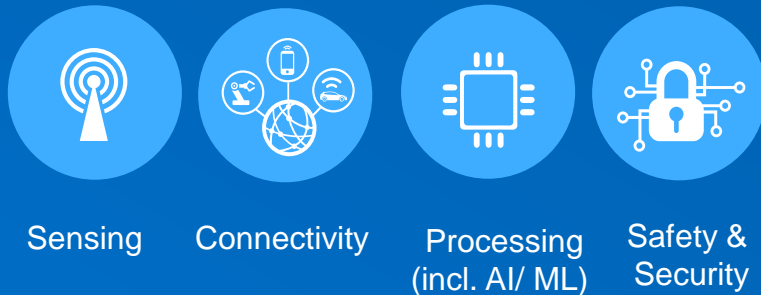 Sensing
Connectivity
Processing
(incl. AI/ ML)
Safety &
Security